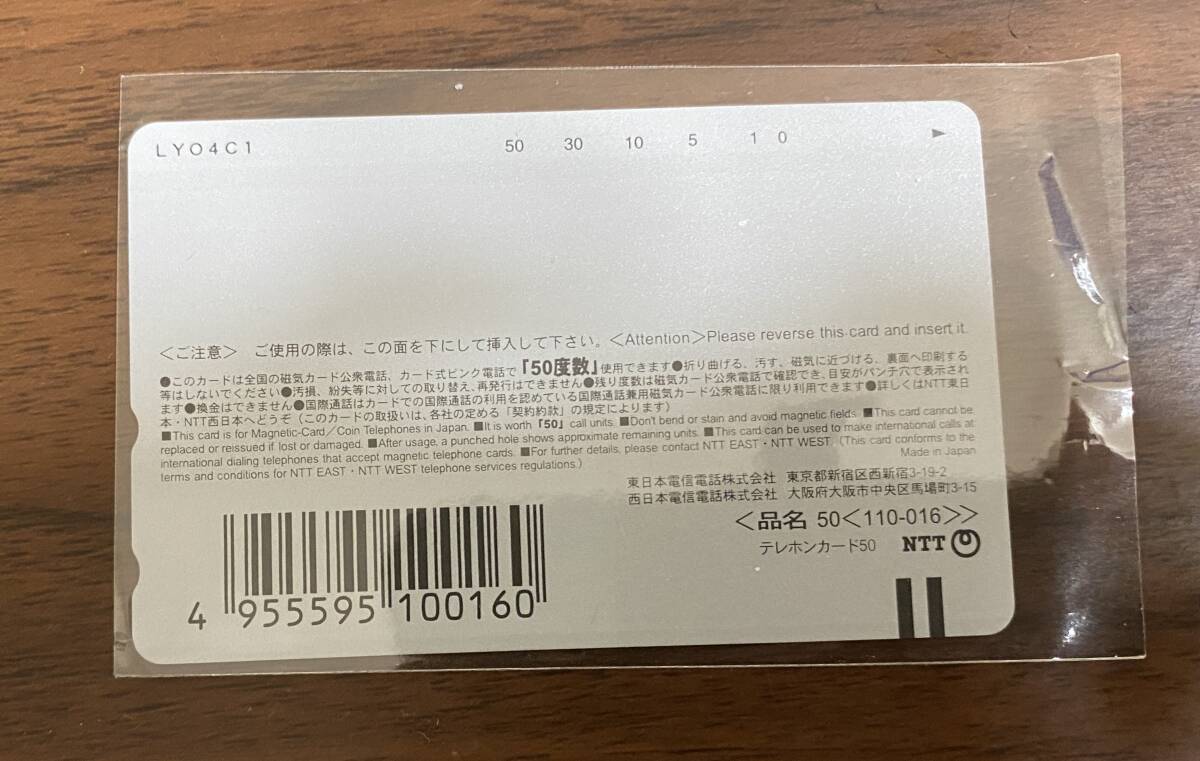 LY04C1 50 30 10 5 1 0
<ご注意> ご使用の際は、この面を下にして挿入して下さい。<Attention>Please reverse this card and insert it.
●このカードは全国の磁気カード公衆電話、カード式ピンク電話で「50度数」使用できます●折り曲げる、汚す、磁気に近づける、裏面へ印刷する
等はしないでください●汚損、紛失等に対しての取り替え、再発行はできません●残り度数は磁気カード公衆電話で確認でき、目安がパンチ穴で表示され
ます●換金はできません●国際通話はカードでの国際通話の利用を認めている国際通話兼用磁気カード公衆電話に限り利用できます●詳しくはNTT東日
本・NTT西日本へどうぞ(このカードの取扱いは、各社の定める「契約約款」の規定によります)
■This card is for Magnetic-Card/Coin Telephones in Japan. ■It is worth「50」call units. ■Don't bend or stain and avoid magnetic fields. ■This card cannot be
replaced or reissued if lost or damaged. ■After usage, a punched hole shows approximate remaining units. ■This card can be used to make international calls at
international dialing telephones that accept magnetic telephone cards. ■For further details, please contact NTT EAST・NTT WEST. (This card conforms to the
terms and conditions for NTT EAST・NTT WEST telephone services regulations.)
Made in Japan
東日本電信電話株式会社 東京都新宿区西新宿3-19-2
西日本電信電話株式会社 大阪府大阪市中央区馬場町3-15
<品名 50<110-016>>
テレホンカード50 NTT
4 955595 100160